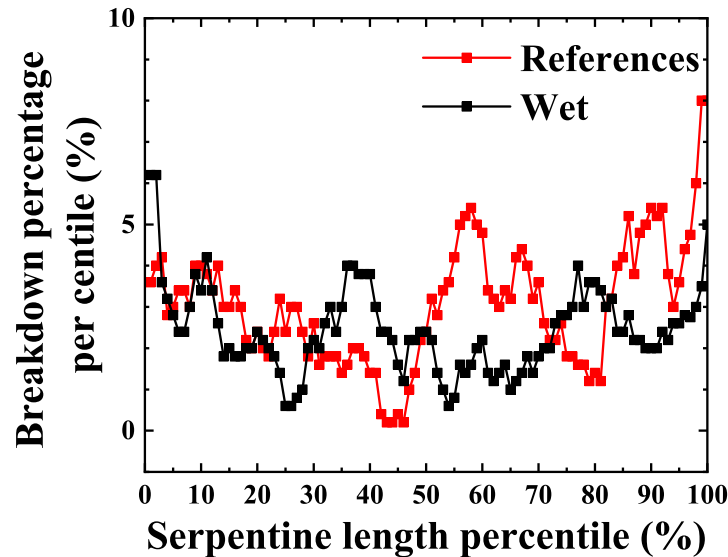 Breakdown percentage
per centile (%)
10
5
0
References
Wet
0 10 20 30 40 50 60 70 80 90 100
Serpentine length percentile (%)